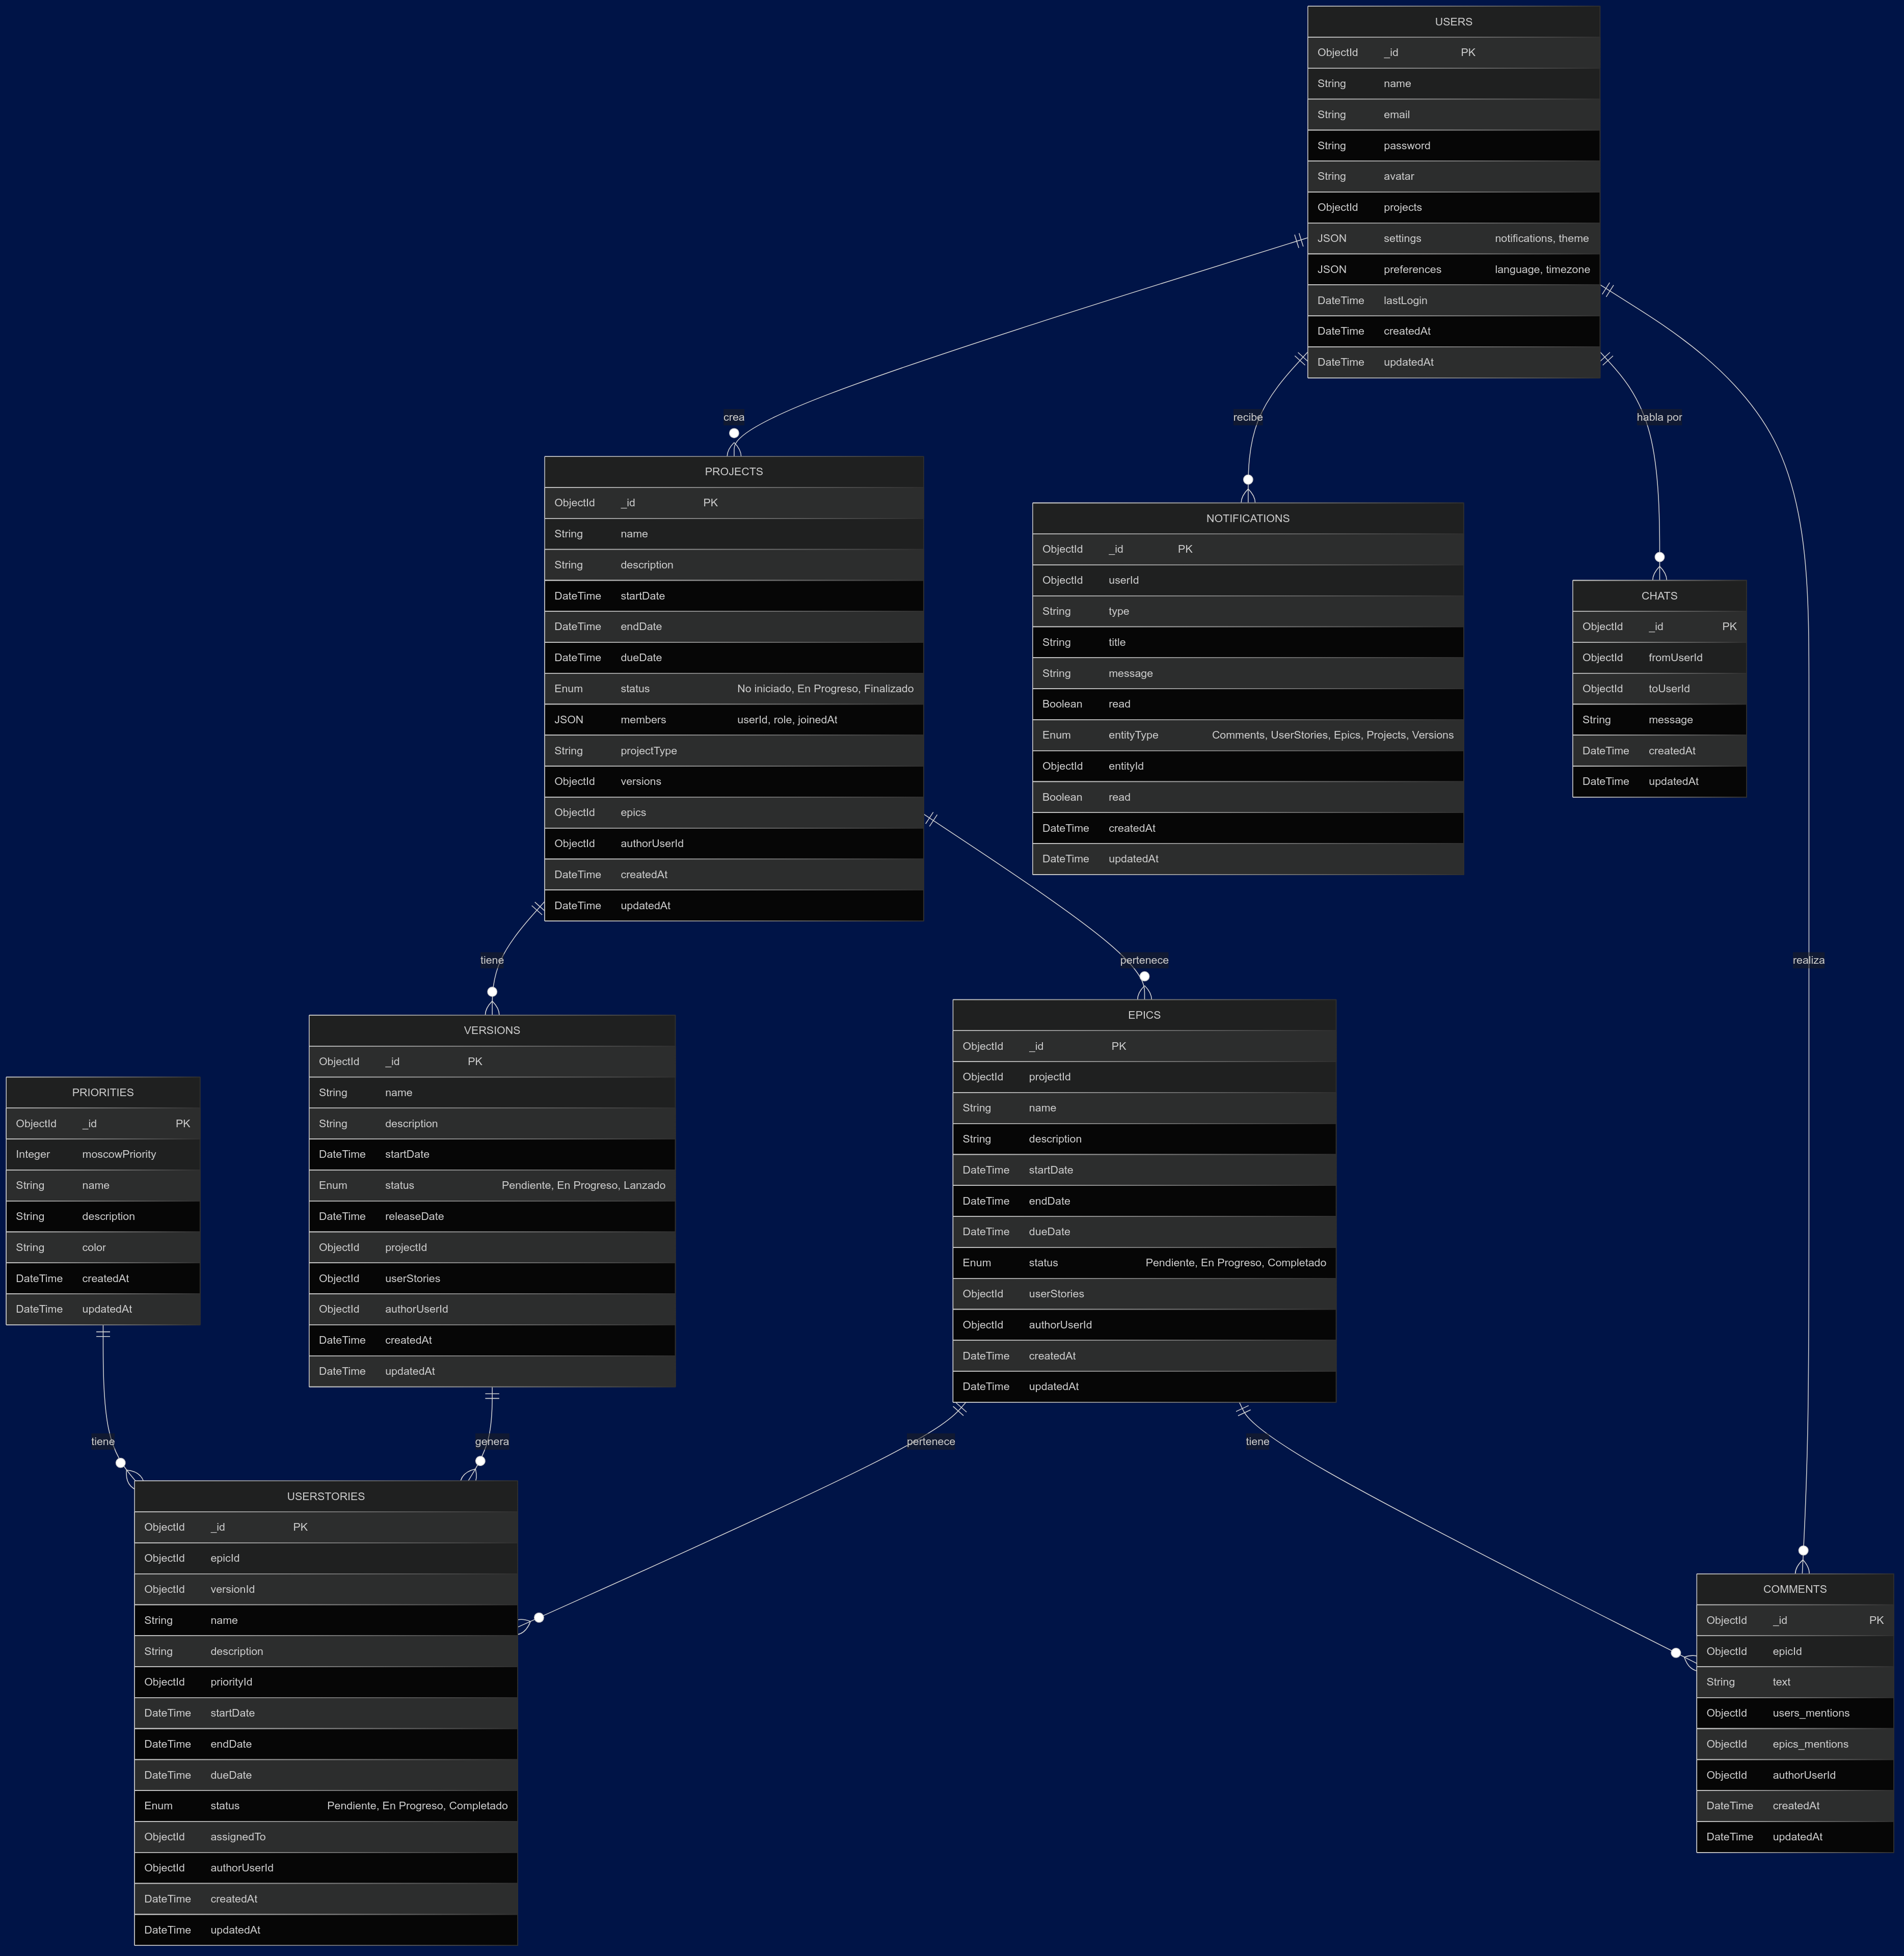 USERS
ObjectId _id PK
String name
String email
String password
String avatar
ObjectId projects
JSON settings notifications, theme
JSON preferences language, timezone
DateTime lastLogin
DateTime createdAt
DateTime updatedAt
crea
recibe
habla por
PROJECTS
ObjectId _id PK
String name
String description
DateTime startDate
DateTime endDate
DateTime dueDate
Enum status No iniciado, En Progreso, Finalizado
JSON members userId, role, joinedAt
String projectType
ObjectId versions
ObjectId epics
ObjectId authorUserId
DateTime createdAt
DateTime updatedAt
NOTIFICATIONS
ObjectId _id PK
ObjectId userId
String type
String title
String message
Boolean read
Enum entityType Comments, UserStories, Epics, Projects, Versions
ObjectId entityId
Boolean read
DateTime createdAt
DateTime updatedAt
CHATS
ObjectId _id PK
ObjectId fromUserId
ObjectId toUserId
String message
DateTime createdAt
DateTime updatedAt
tiene
pertenece
realiza
PRIORITIES
ObjectId _id PK
Integer moscowPriority
String name
String description
String color
DateTime createdAt
DateTime updatedAt
VERSIONS
ObjectId _id PK
String name
String description
DateTime startDate
Enum status Pendiente, En Progreso, Lanzado
DateTime releaseDate
ObjectId projectId
ObjectId userStories
ObjectId authorUserId
DateTime createdAt
DateTime updatedAt
EPICS
ObjectId _id PK
ObjectId projectId
String name
String description
DateTime startDate
DateTime endDate
DateTime dueDate
Enum status Pendiente, En Progreso, Completado
ObjectId userStories
ObjectId authorUserId
DateTime createdAt
DateTime updatedAt
tiene
genera
pertenece
tiene
USERSTORIES
ObjectId _id PK
ObjectId epicId
ObjectId versionId
String name
String description
ObjectId priorityId
DateTime startDate
DateTime endDate
DateTime dueDate
Enum status Pendiente, En Progreso, Completado
ObjectId assignedTo
ObjectId authorUserId
DateTime createdAt
DateTime updatedAt
COMMENTS
ObjectId _id PK
ObjectId epicId
String text
ObjectId users_mentions
ObjectId epics_mentions
ObjectId authorUserId
DateTime createdAt
DateTime updatedAt